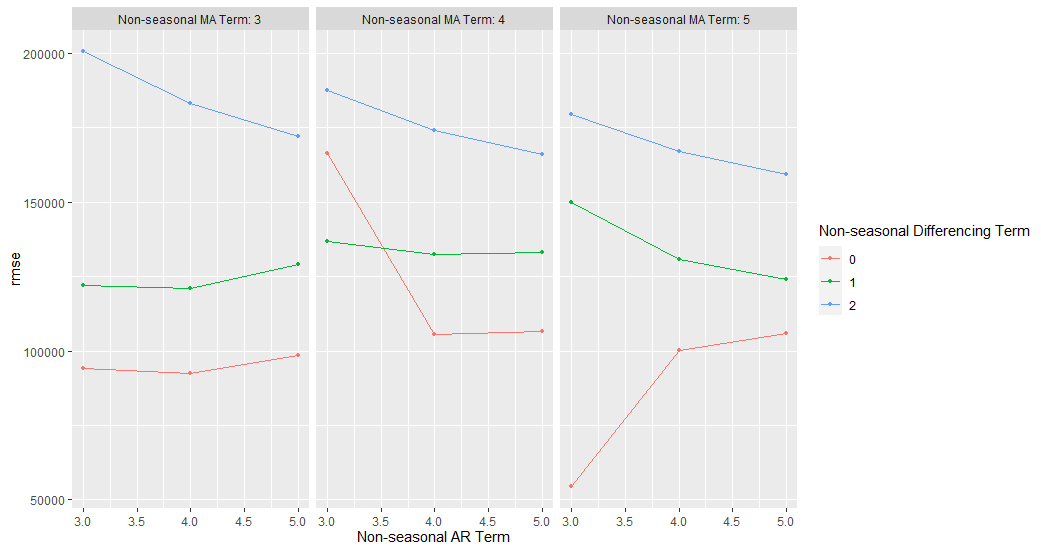 Non-seasonal MA Term: 3
Non-seasonal MA Term: 4
Non-seasonal MA Term: 5
200000
150000
100000
50000
rmse
3.0 3.5 4.0 4.5 5.0
3.0 3.5 4.0 4.5 5.0
3.0 3.5 4.0 4.5 5.0
Non-seasonal AR Term
Non-seasonal Differencing Term
0
1
2